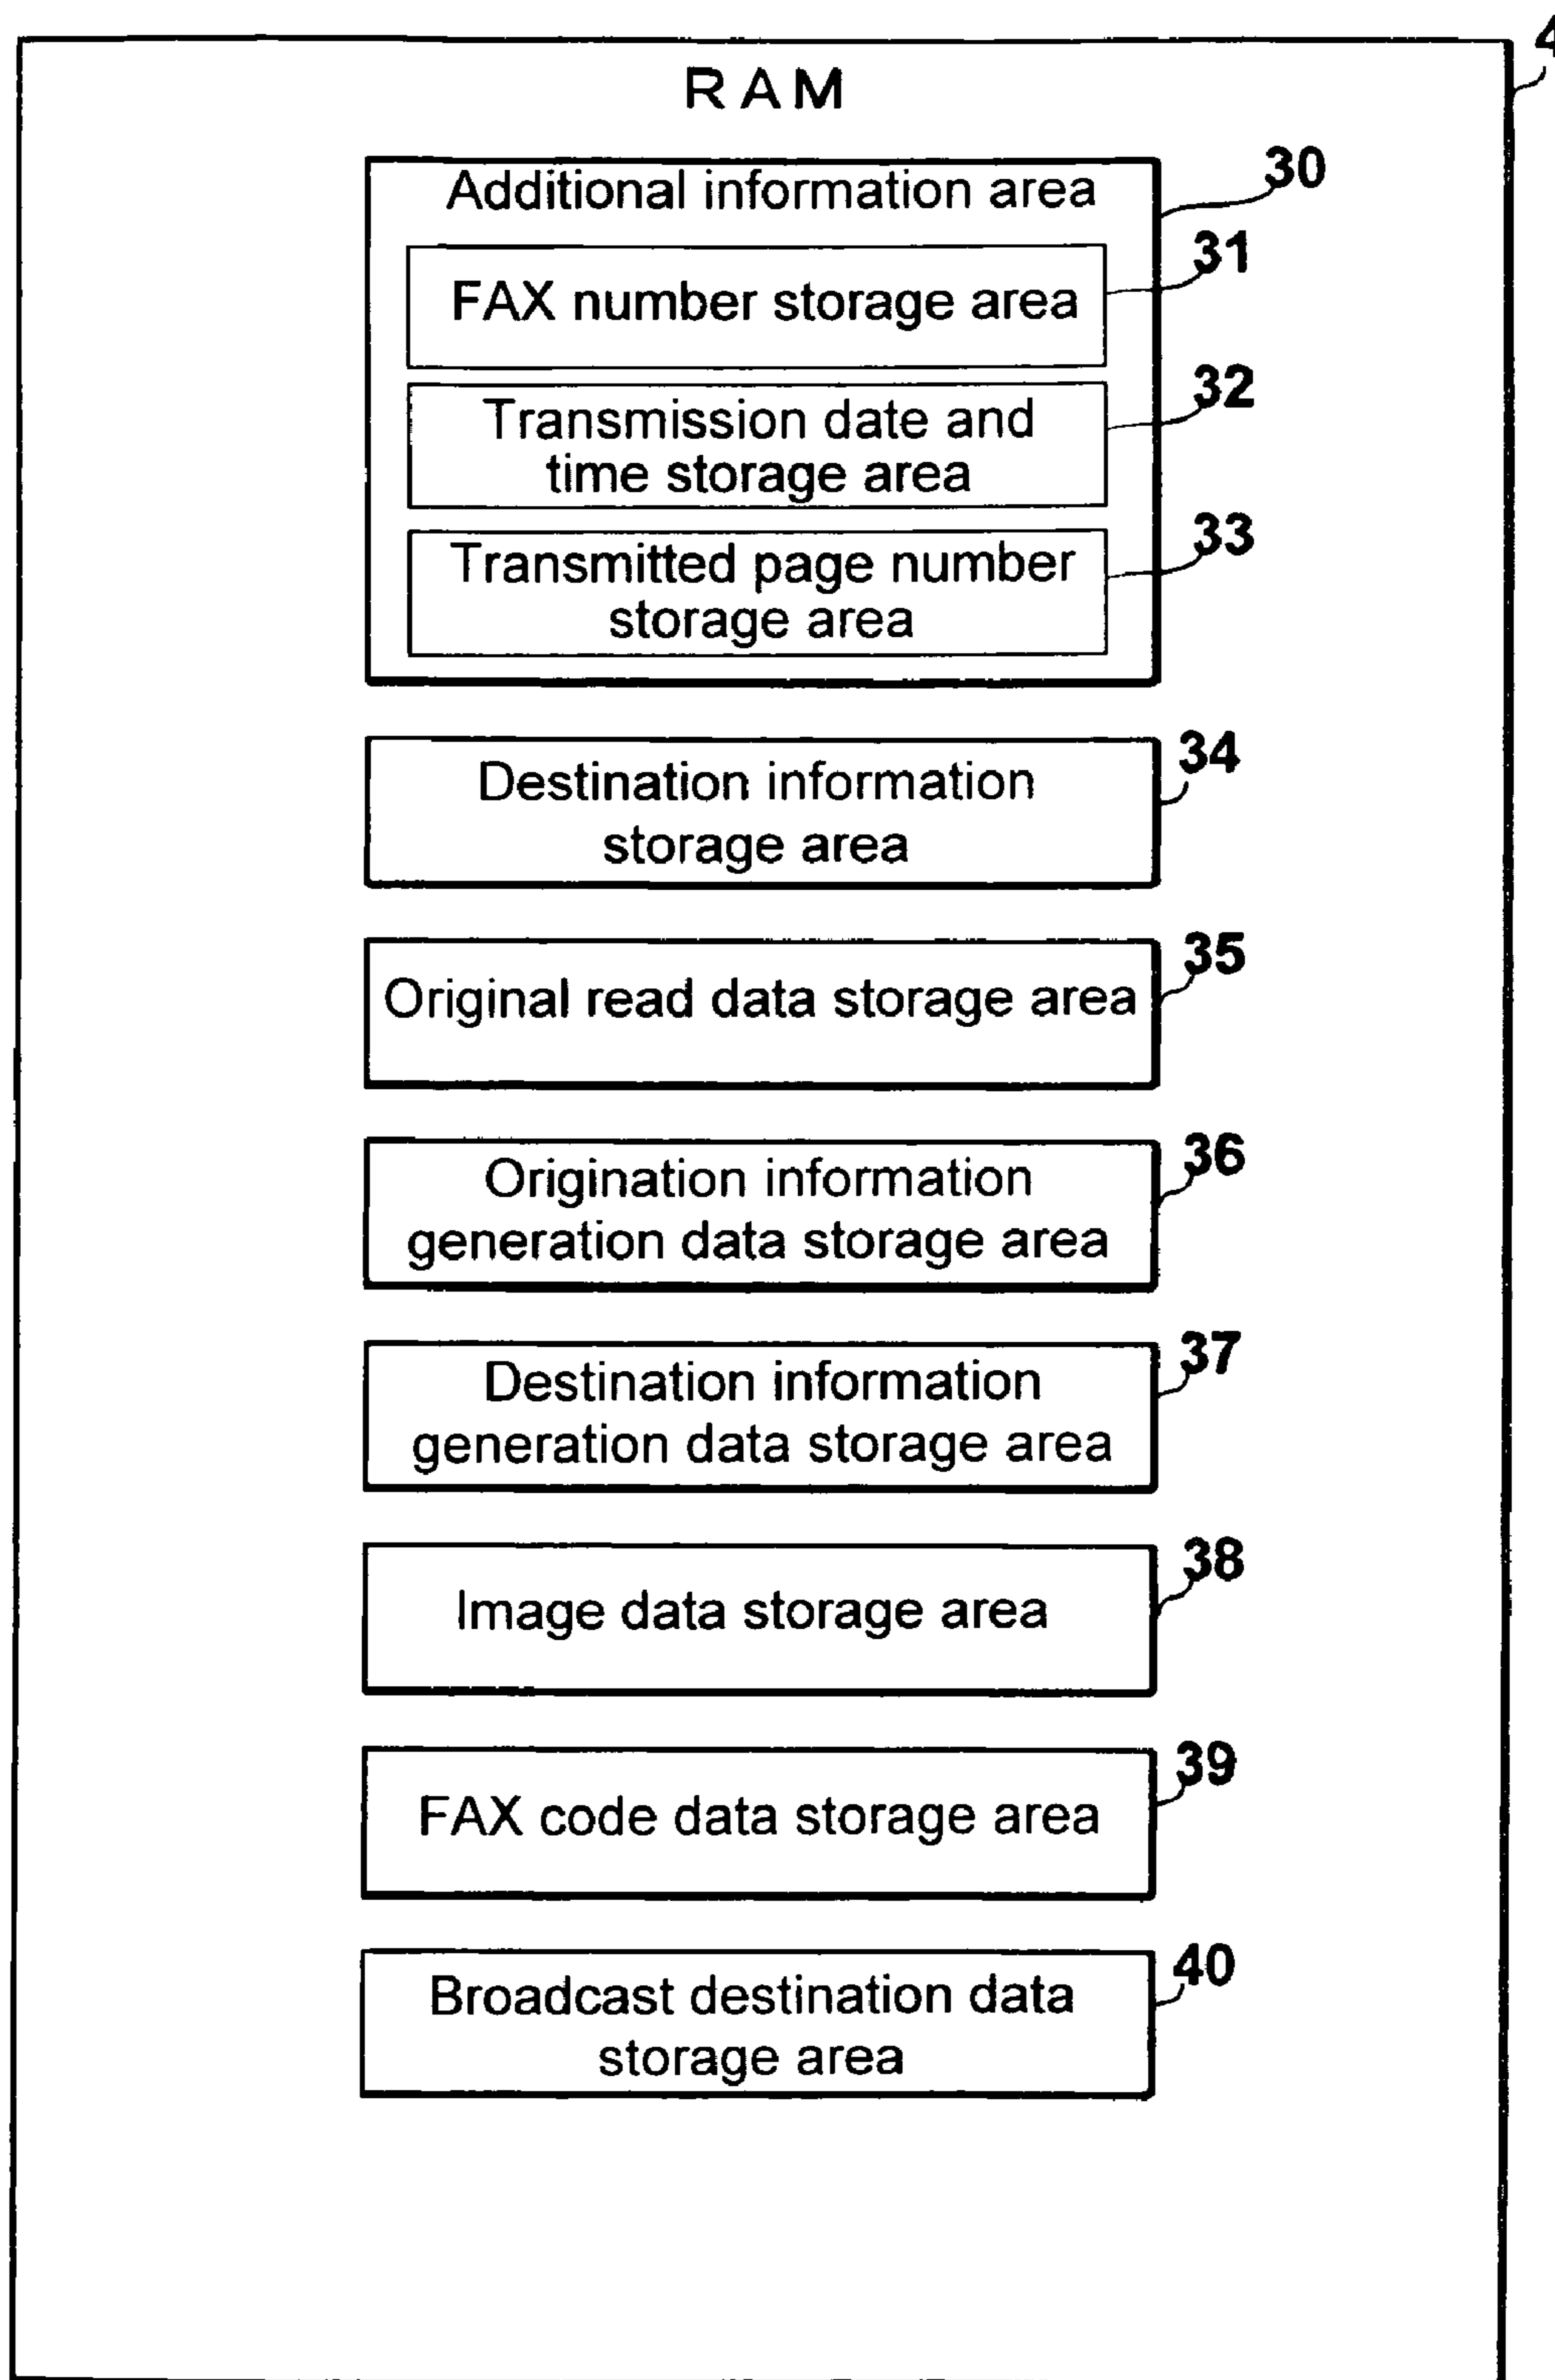 4
RAM
Additional information area
30
FAX number storage area
31
Transmission date and
time storage area
32
Transmitted page number
storage area
33
Destination information
storage area
34
Original read data storage area
35
Origination information
generation data storage area
36
Destination information
generation data storage area
37
Image data storage area
38
FAX code data storage area
39
Broadcast destination data
storage area
40